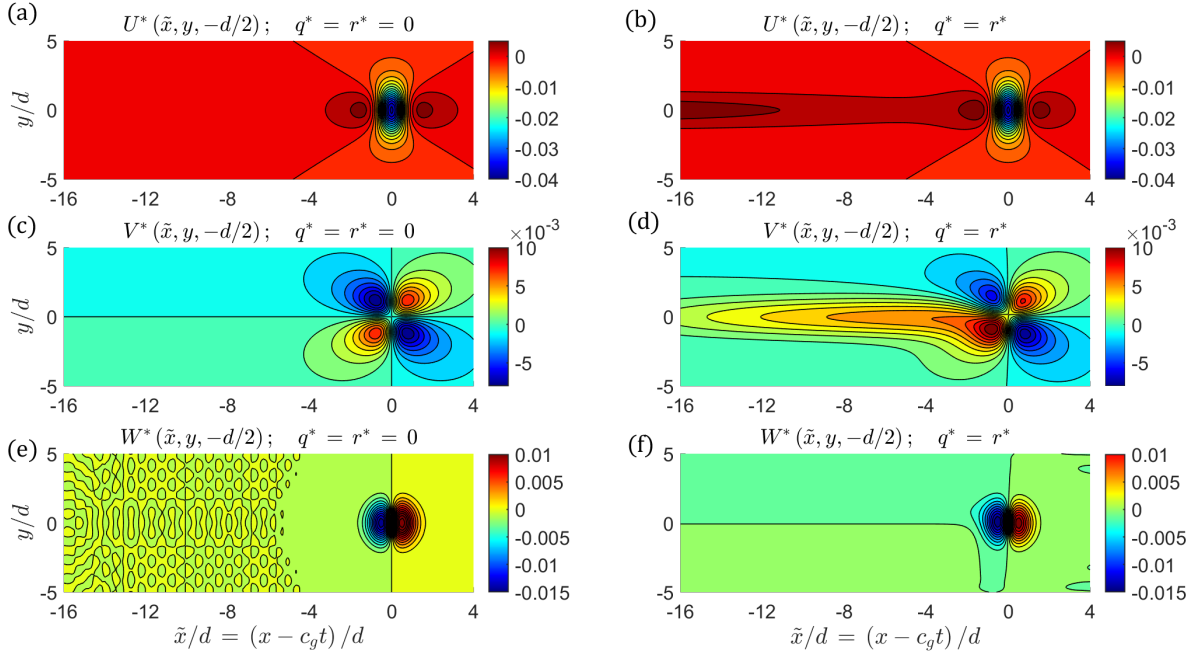 (a)
U* (x̃, y, −d/2) ; q* = r* = 0
5
0
-5
y/d
-16 -12 -8 -4 0 4
0
-0.01
-0.02
-0.03
-0.04
(b)
U* (x̃, y, −d/2) ; q* = r*
5
0
-5
-16 -12 -8 -4 0 4
0
-0.01
-0.02
-0.03
-0.04
(c)
V* (x̃, y, −d/2) ; q* = r* = 0
×10⁻³
5
0
-5
y/d
-16 -12 -8 -4 0 4
10
5
0
-5
(d)
V* (x̃, y, −d/2) ; q* = r*
×10⁻³
5
0
-5
-16 -12 -8 -4 0 4
10
5
0
-5
(e)
W* (x̃, y, −d/2) ; q* = r* = 0
5
0
-5
y/d
-16 -12 -8 -4 0 4
x̃/d = (x − c_g t) /d
0.01
0.005
0
-0.005
-0.01
-0.015
(f)
W* (x̃, y, −d/2) ; q* = r*
5
0
-5
-16 -12 -8 -4 0 4
x̃/d = (x − c_g t) /d
0.01
0.005
0
-0.005
-0.01
-0.015